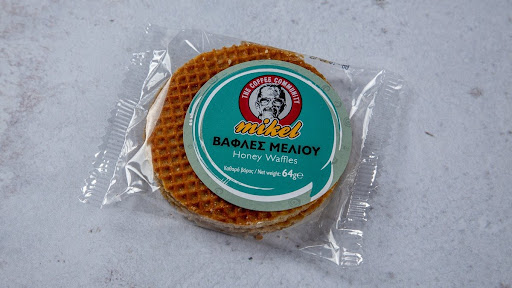 THE COFFEE COMMUNITY
mikel
ΒΑΦΛΕΣ ΜΕΛΙΟΥ
Honey Waffles
Καθαρό βάρος / Net weight: 64g℮